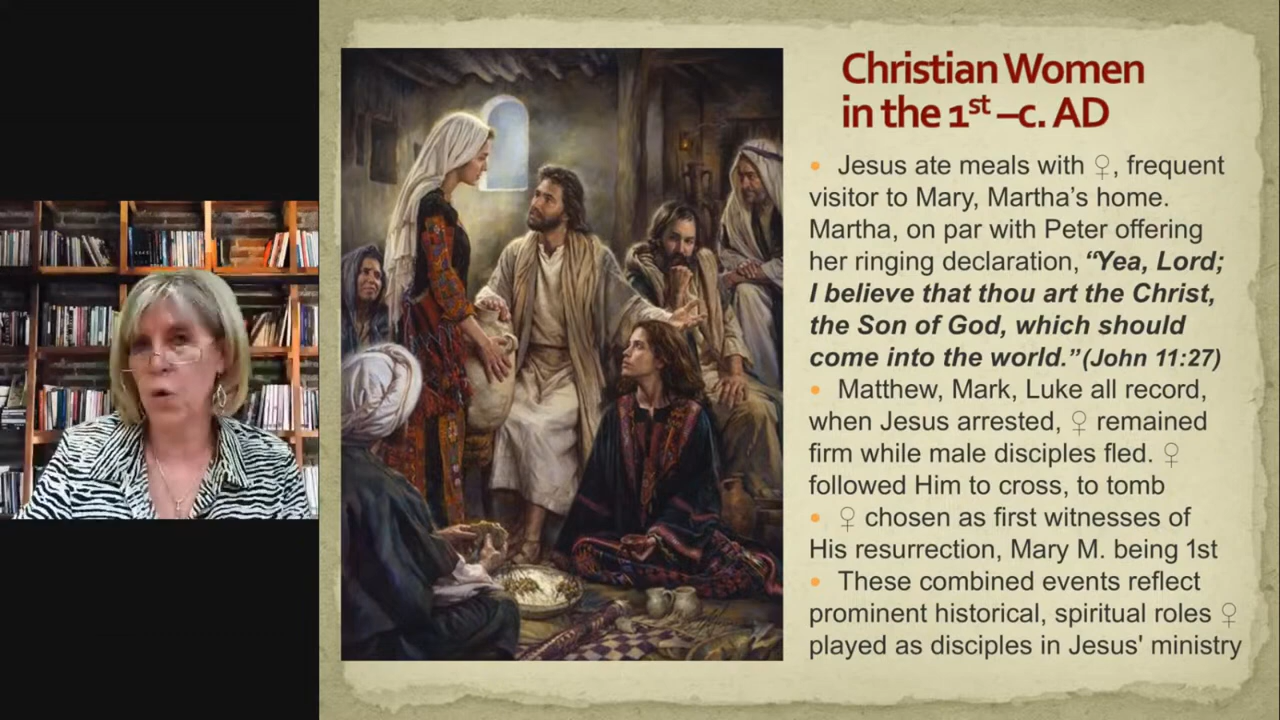 Christian Women
in the 1st –c. AD
• Jesus ate meals with ♀, frequent
visitor to Mary, Martha’s home.
Martha, on par with Peter offering
her ringing declaration, “Yea, Lord;
I believe that thou art the Christ,
the Son of God, which should
come into the world.”(John 11:27)
• Matthew, Mark, Luke all record,
when Jesus arrested, ♀ remained
firm while male disciples fled. ♀
followed Him to cross, to tomb
• ♀ chosen as first witnesses of
His resurrection, Mary M. being 1st
• These combined events reflect
prominent historical, spiritual roles ♀
played as disciples in Jesus' ministry